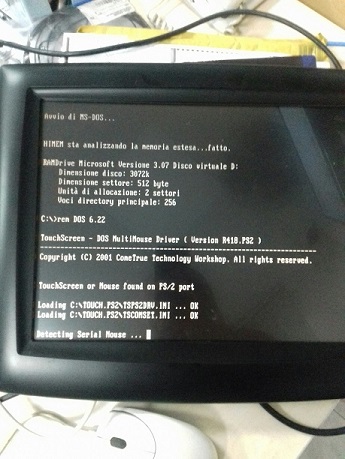 Avvio di MS-DOS...
HIMEM sta analizzando la memoria estesa...fatto.
RAMDrive Microsoft Versione 3.07 Disco virtuale D:
Dimensione disco: 3072k
Dimensione settore: 512 byte
Unità di allocazione: 2 settori
Voci directory principale: 256
C:\>rem DOS 6.22
TouchScreen - DOS MultiMouse Driver ( Version R418.PS2 )
Copyright (C) 2001 ComeTrue Technology Workshop. All rights reserved.
TouchScreen or Mouse found on PS/2 port
Loading C:\TOUCH.PS2\TSPS2DRV.INI ... OK
Loading C:\TOUCH.PS2\TSCOMSET.INI ... OK
Detecting Serial Mouse ...